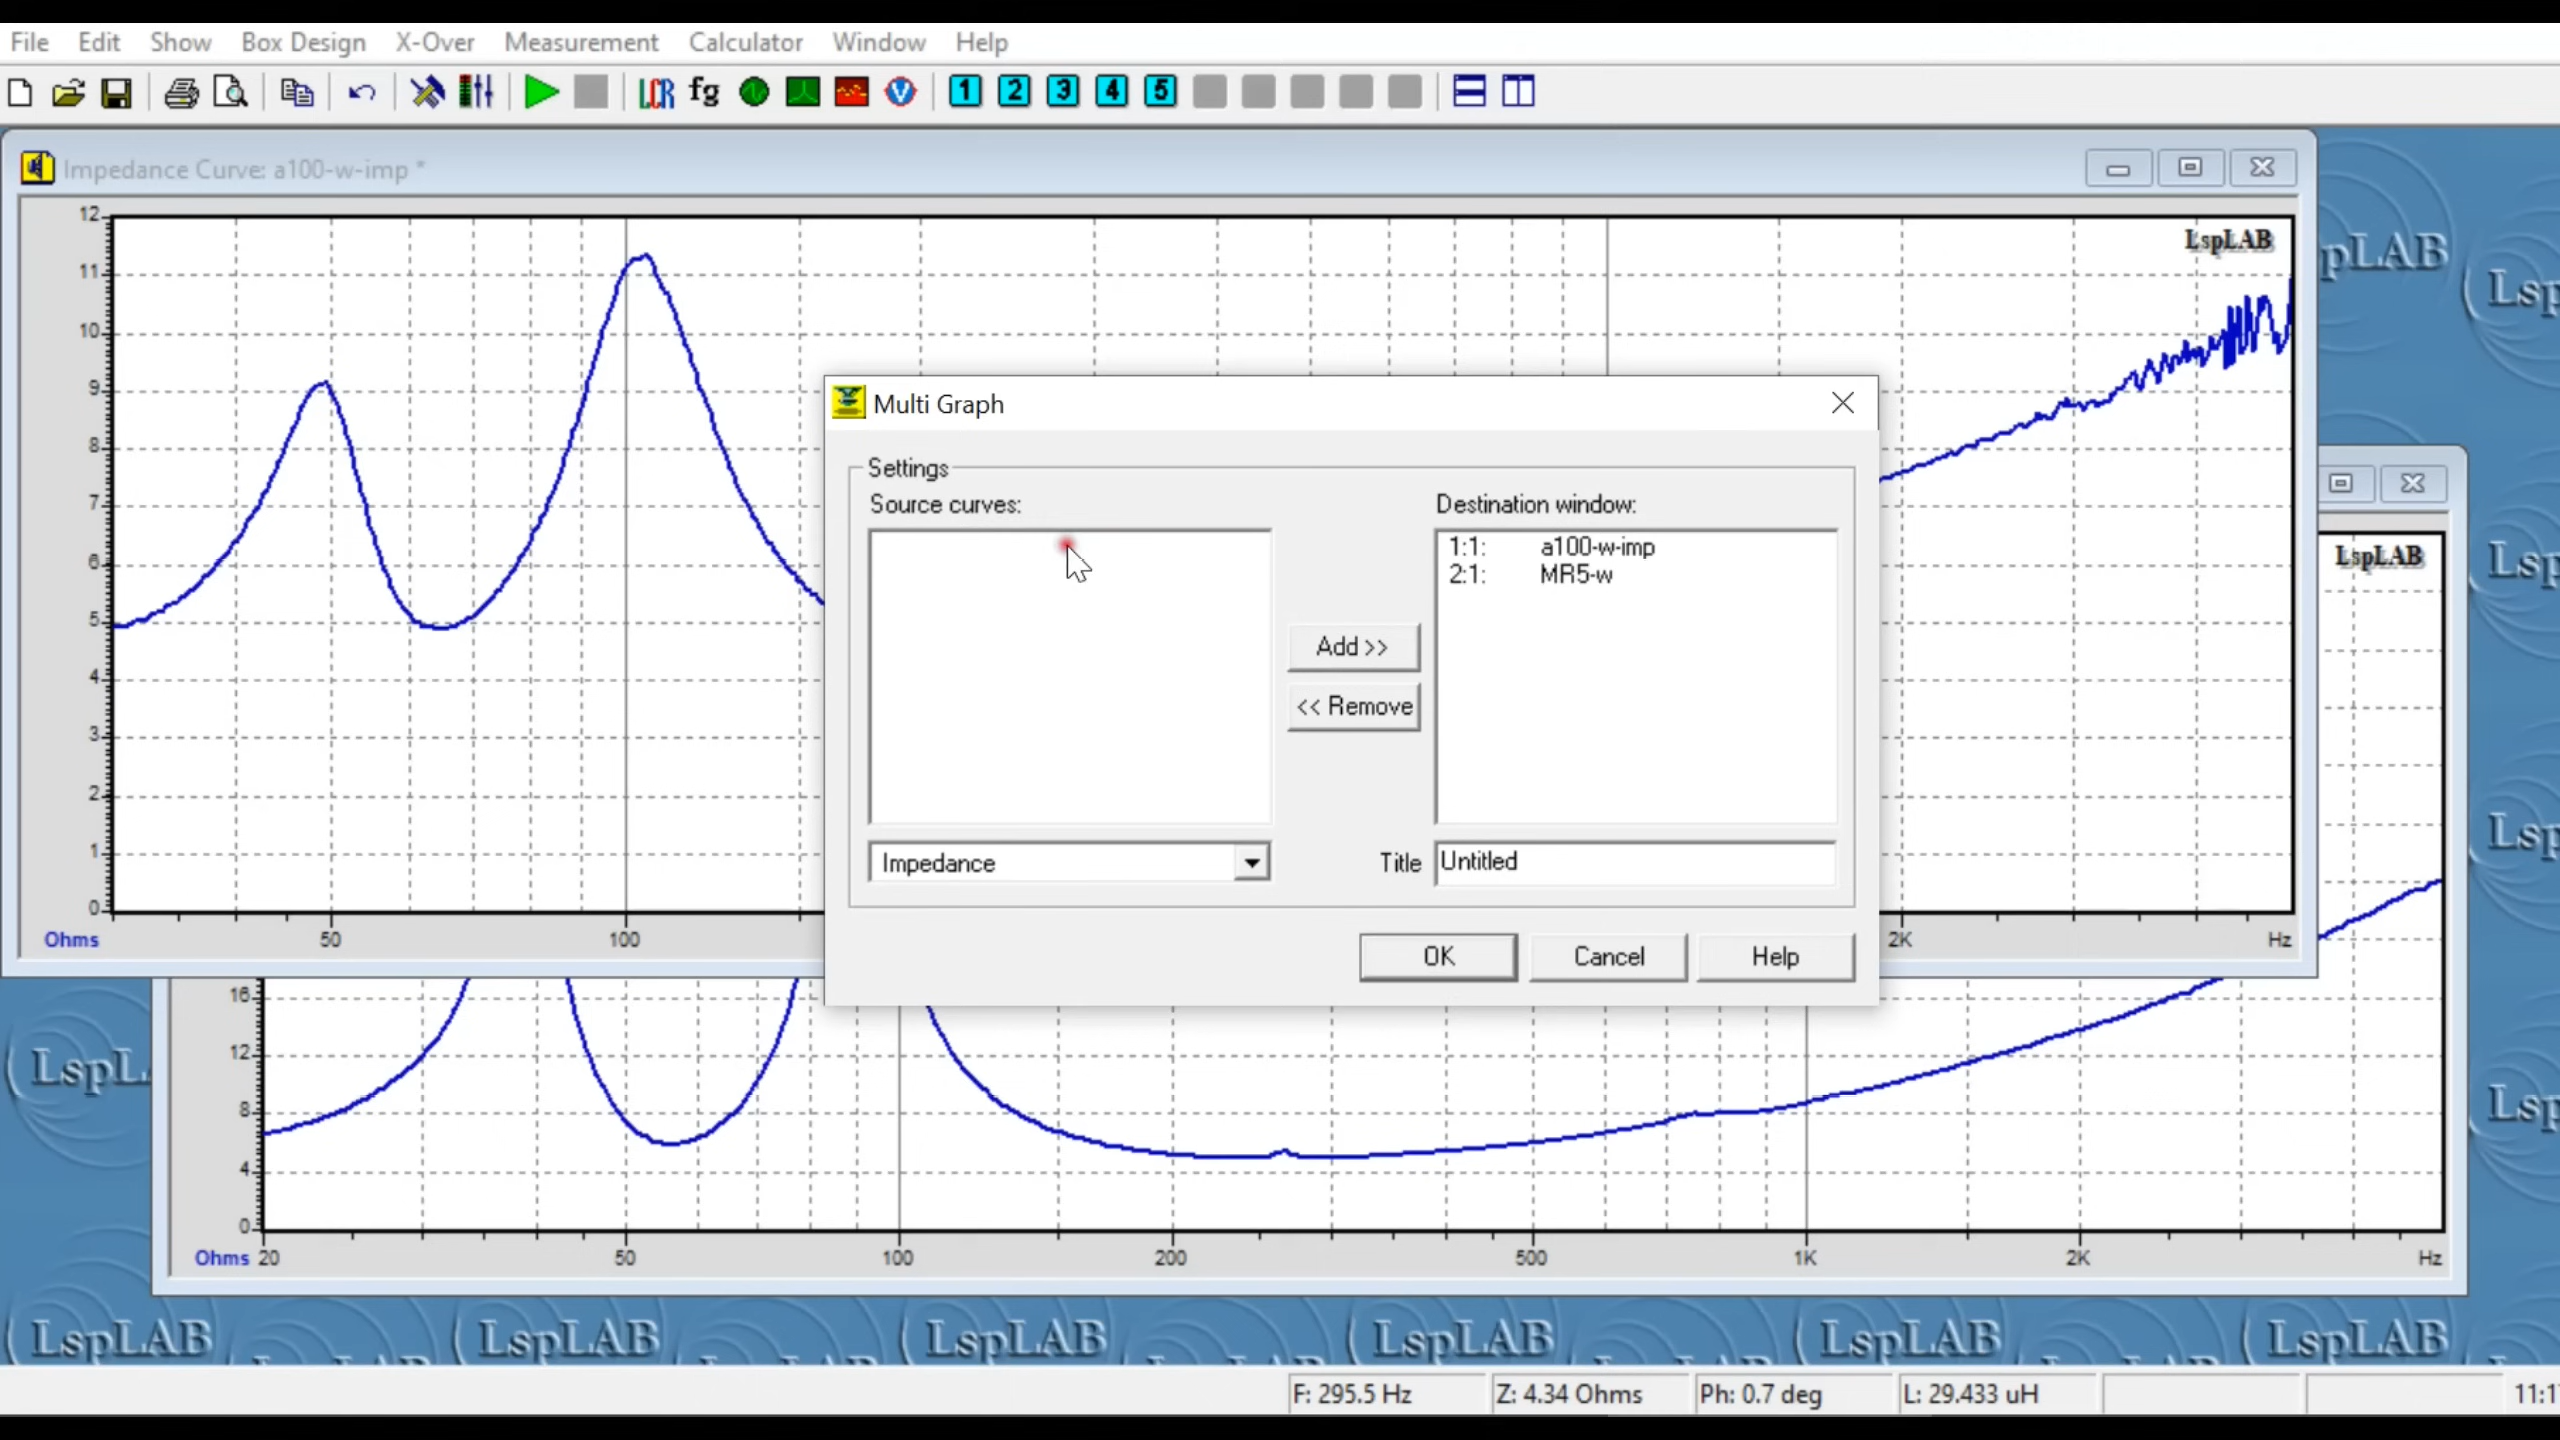 File Edit Show Box Design X-Over Measurement Calculator Window Help
LCR fg V 1 2 3 4 5
Impedance Curve: a100-w-imp *
12
11
10
9
8
7
6
5
4
3
2
1
0
Ohms 50 100 2K Hz
LspLAB
Multi Graph
Settings
Source curves:
Destination window:
1:1: a100-w-imp
2:1: MR5-w
Add >>
<< Remove
Impedance
Title Untitled
OK Cancel Help
LspLAB
16
12
8
4
0
Ohms 20 50 100 200 500 1K 2K Hz
LspLAB LspLAB LspLAB LspLAB LspLAB LspLAB
F: 295.5 Hz Z: 4.34 Ohms Ph: 0.7 deg L: 29.433 uH